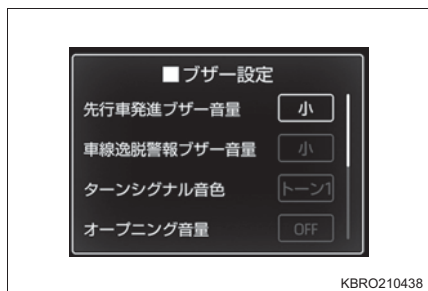 ■ブザー設定
先行車発進ブザー音量 小
車線逸脱警報ブザー音量 小
ターンシグナル音色 トーン1
オープニング音量 OFF
KBRO210438